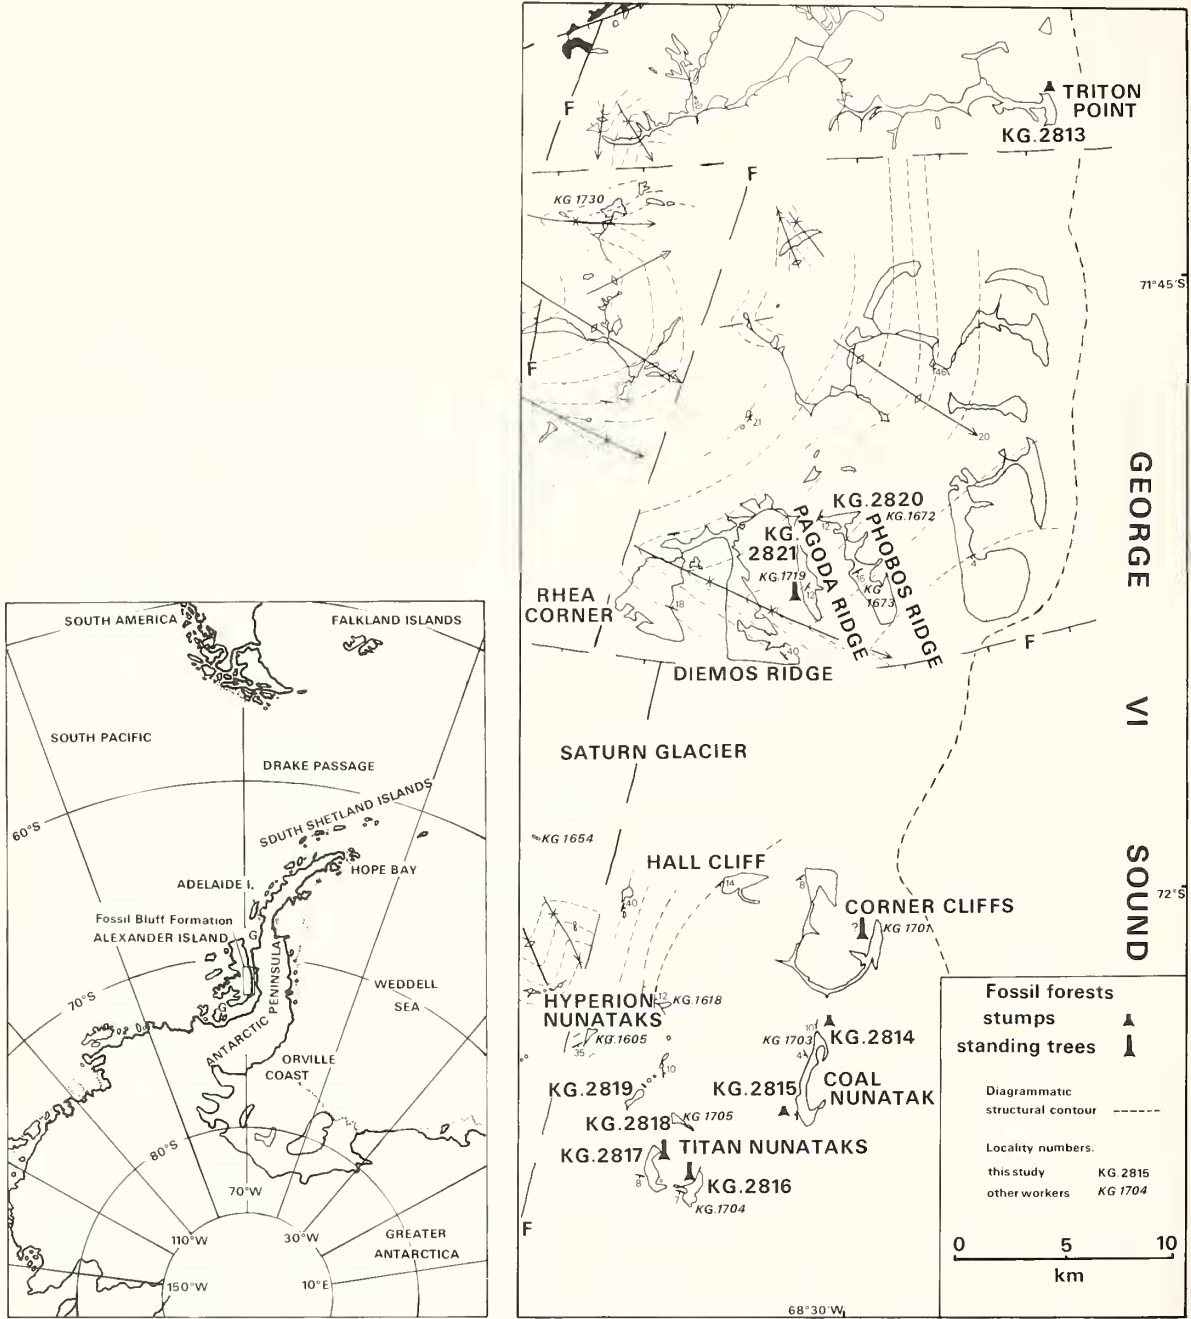 SOUTH AMERICA
FALKLAND ISLANDS
SOUTH PACIFIC
DRAKE PASSAGE
60°S
SOUTH SHETLAND ISLANDS
HOPE BAY
ADELAIDE I.
Fossil Bluff Formation
ALEXANDER ISLAND
G
G
70°S
ANTARCTIC PENINSULA
WEDDELL
SEA
ORVILLE
COAST
80°S
70°W
110°W
30°W
150°W
10°E
GREATER
ANTARCTICA
F
TRITON
POINT
KG.2813
F
KG 1730
71°45'S
F
46
21
20
KG.2820
KG.1672
KG.
2821
PAGODA RIDGE
PHOBOS RIDGE
12
KG.1719
12
16
KG
1673
4
RHEA
CORNER
18
40
F
DIEMOS RIDGE
SATURN GLACIER
GEORGE VI SOUND
KG 1654
HALL CLIFF
14
8
40
72°S
CORNER CLIFFS
?
KG 1701
8
HYPERION
NUNATAKS
12
KG.1618
KG.1605
35
10
KG 1703
KG.2814
4
10
KG.2819
KG.2815
COAL
NUNATAK
KG.2818
KG 1705
KG.2817
TITAN NUNATAKS
8
7
KG.2816
KG.1704
F
68°30'W
Fossil forests
stumps
standing trees
Diagrammatic
structural contour
Locality numbers.
this study KG.2815
other workers KG 1704
0 5 10
km